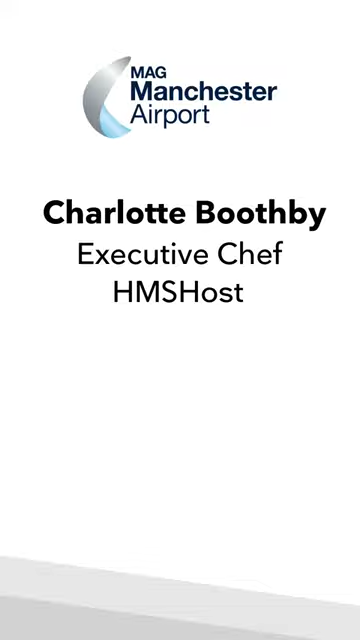 MAG
Manchester
Airport
Charlotte Boothby
Executive Chef
HMSHost